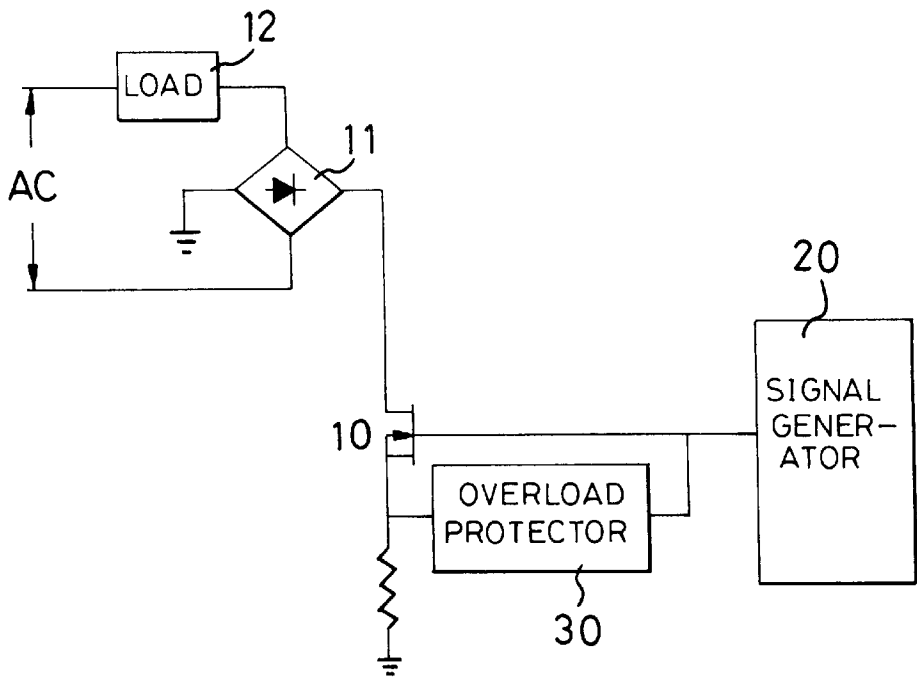 12
LOAD
11
AC
20
SIGNAL
GENER-
ATOR
10
OVERLOAD
PROTECTOR
30